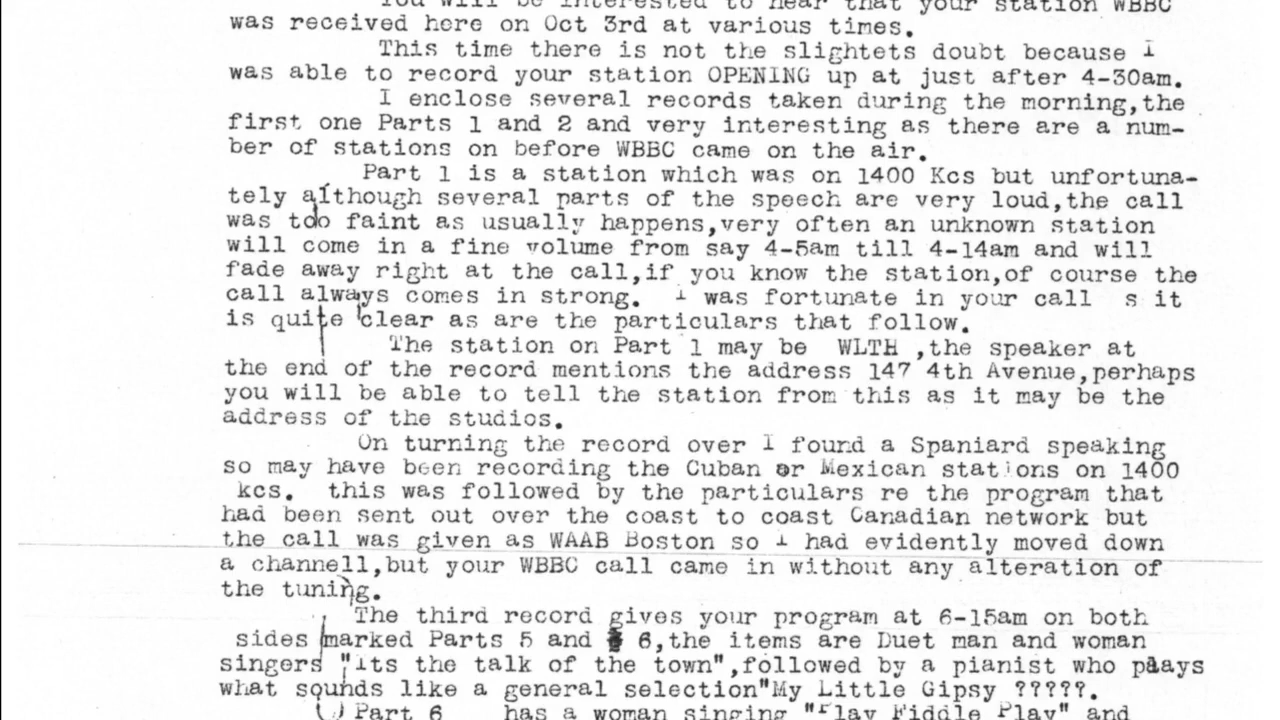 You will be interested to hear that your station WBBC
was received here on Oct 3rd at various times.
This time there is not the slightets doubt because I
was able to record your station OPENING up at just after 4-30am.
I enclose several records taken during the morning,the
first one Parts 1 and 2 and very interesting as there are a num-
ber of stations on before WBBC came on the air.
Part 1 is a station which was on 1400 Kcs but unfortuna-
tely although several parts of the speech are very loud,the call
was too faint as usually happens,very often an unknown station
will come in a fine volume from say 4-5am till 4-14am and will
fade away right at the call,if you know the station,of course the
call always comes in strong. I was fortunate in your call s it
is quite clear as are the particulars that follow.
The station on Part 1 may be WLTH ,the speaker at
the end of the record mentions the address 147 4th Avenue,perhaps
you will be able to tell the station from this as it may be the
address of the studios.
On turning the record over I found a Spaniard speaking
so may have been recording the Cuban or Mexican stations on 1400
kcs. this was followed by the particulars re the program that
had been sent out over the coast to coast Canadian network but
the call was given as WAAB Boston so I had evidently moved down
a channell,but your WBBC call came in without any alteration of
the tuning.
The third record gives your program at 6-15am on both
sides marked Parts 5 and 6,the items are Duet man and woman
singers "Its the talk of the town",followed by a pianist who plays
what sounds like a general selection"My Little Gipsy ?????.
Part 6 has a woman singing "Play Fiddle Play" and